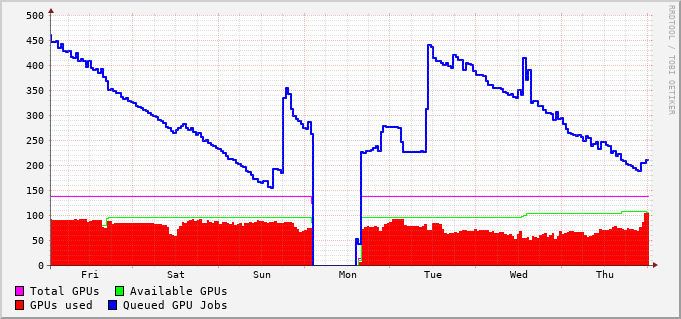 500
450
400
350
300
250
200
150
100
50
0
Fri Sat Sun Mon Tue Wed Thu
Total GPUs Available GPUs
GPUs used Queued GPU Jobs
RRDTOOL / TOBI OETIKER